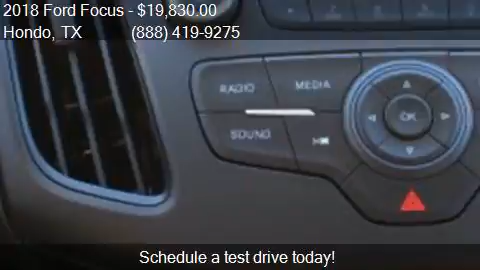 2018 Ford Focus - $19,830.00
Hondo, TX (888) 419-9275
RADIO MEDIA
OK
SOUND
Schedule a test drive today!